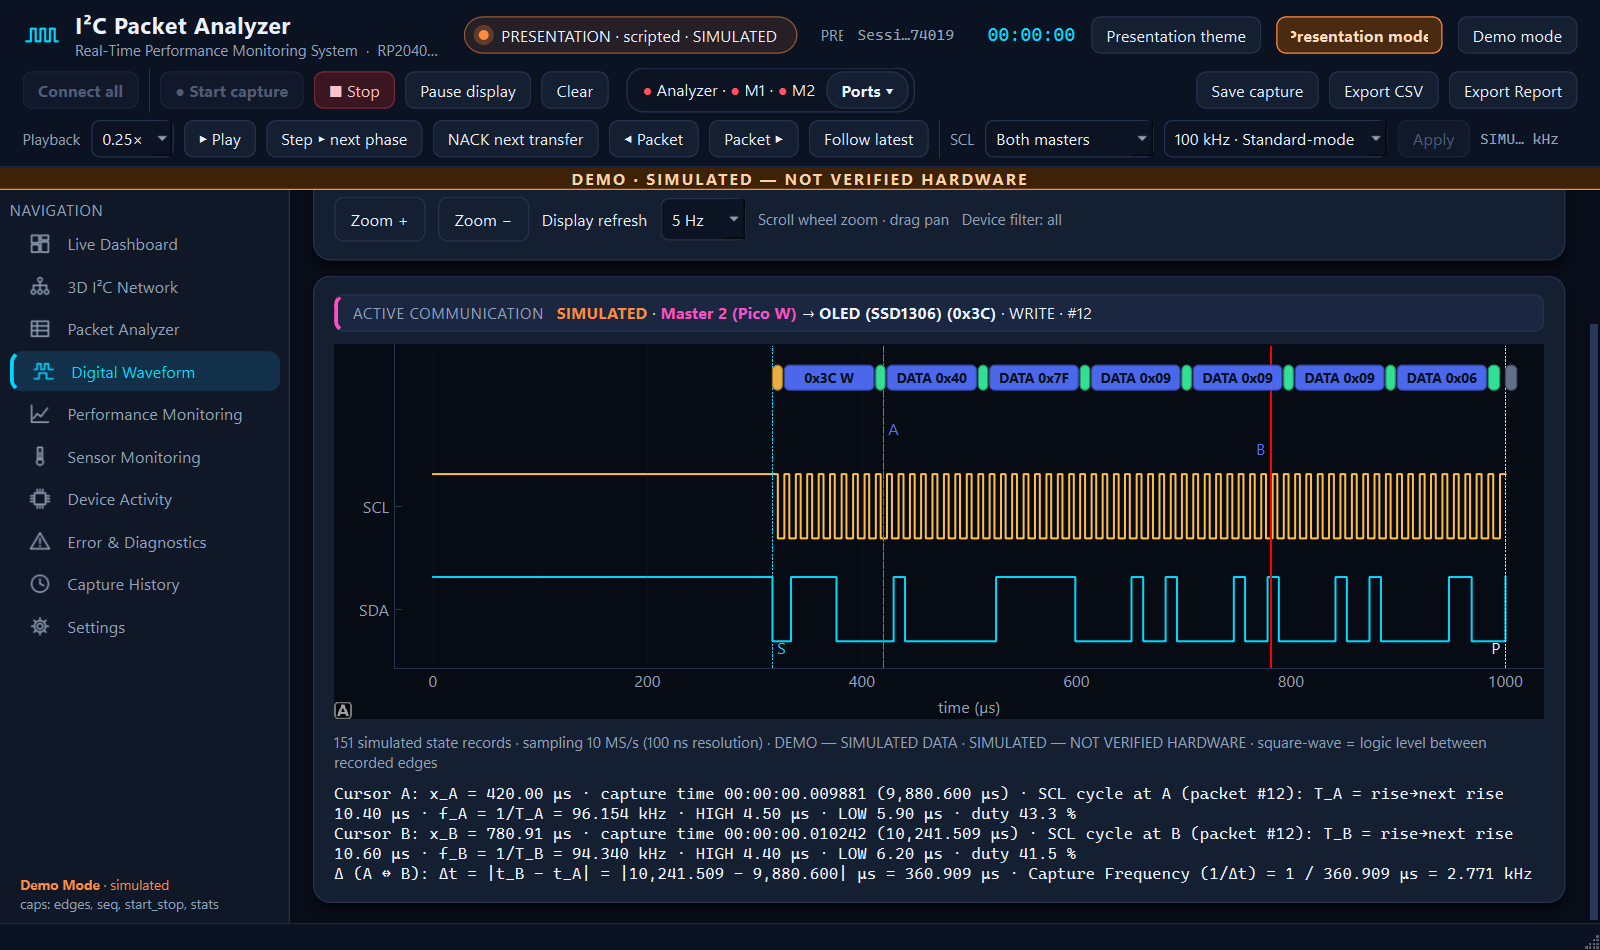 I²C Packet Analyzer
Real-Time Performance Monitoring System · RP2040…
PRESENTATION · scripted · SIMULATED
PRE
Sessi…74019
00:00:00
Presentation theme
Presentation mode
Demo mode
Connect all
● Start capture
■ Stop
Pause display
Clear
● Analyzer · ● M1 · ● M2
Ports ▾
Save capture
Export CSV
Export Report
Playback
0.25×
▸ Play
Step ▸ next phase
NACK next transfer
◂ Packet
Packet ▸
Follow latest
SCL
Both masters
100 kHz · Standard-mode
Apply
SIMU… kHz
DEMO · SIMULATED — NOT VERIFIED HARDWARE
NAVIGATION
Live Dashboard
3D I²C Network
Packet Analyzer
Digital Waveform
Performance Monitoring
Sensor Monitoring
Device Activity
Error & Diagnostics
Capture History
Settings
Demo Mode · simulated
caps: edges, seq, start_stop, stats
Zoom +
Zoom −
Display refresh
5 Hz
Scroll wheel zoom · drag pan
Device filter: all
ACTIVE COMMUNICATION SIMULATED · Master 2 (Pico W) → OLED (SSD1306) (0x3C) · WRITE · #12
0x3C W
DATA 0x40
DATA 0x7F
DATA 0x09
DATA 0x09
DATA 0x09
DATA 0x06
A
B
SCL
SDA
S
P
0
200
400
600
800
1000
time (µs)
A
151 simulated state records · sampling 10 MS/s (100 ns resolution) · DEMO — SIMULATED DATA · SIMULATED — NOT VERIFIED HARDWARE · square-wave = logic level between
recorded edges
Cursor A: x_A = 420.00 µs · capture time 00:00:00.009881 (9,880.600 µs) · SCL cycle at A (packet #12): T_A = rise→next rise
10.40 µs · f_A = 1/T_A = 96.154 kHz · HIGH 4.50 µs · LOW 5.90 µs · duty 43.3 %
Cursor B: x_B = 780.91 µs · capture time 00:00:00.010242 (10,241.509 µs) · SCL cycle at B (packet #12): T_B = rise→next rise
10.60 µs · f_B = 1/T_B = 94.340 kHz · HIGH 4.40 µs · LOW 6.20 µs · duty 41.5 %
Δ (A ↔ B): Δt = |t_B − t_A| = |10,241.509 − 9,880.600| µs = 360.909 µs · Capture Frequency (1/Δt) = 1 / 360.909 µs = 2.771 kHz